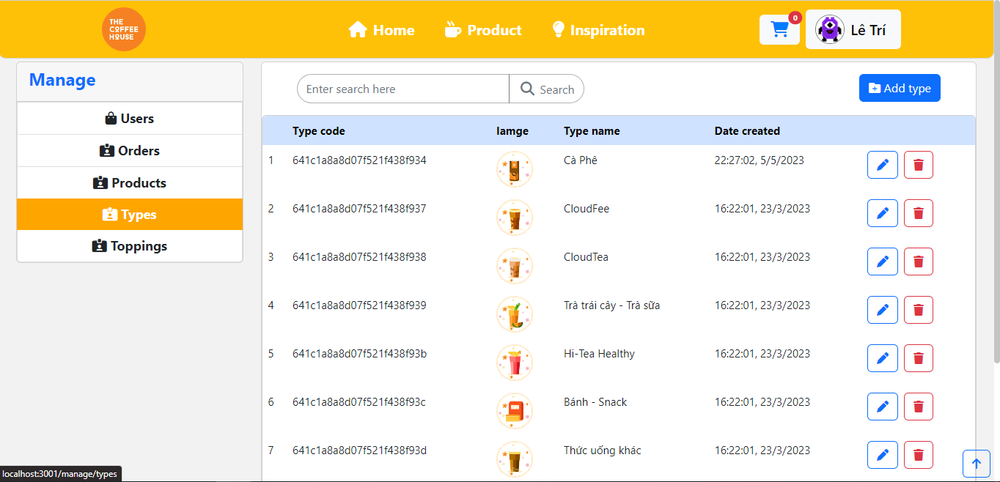 THE
COFFEE
HOUSE
Home
Product
Inspiration
0
Lê Trí
Manage
Users
Orders
Products
Types
Toppings
Enter search here
Search
Add type
Type code Iamge Type name Date created
1 641c1a8a8d07f521f438f934 Cà Phê 22:27:02, 5/5/2023
2 641c1a8a8d07f521f438f937 CloudFee 16:22:01, 23/3/2023
3 641c1a8a8d07f521f438f938 CloudTea 16:22:01, 23/3/2023
4 641c1a8a8d07f521f438f939 Trà trái cây - Trà sữa 16:22:01, 23/3/2023
5 641c1a8a8d07f521f438f93b Hi-Tea Healthy 16:22:01, 23/3/2023
6 641c1a8a8d07f521f438f93c Bánh - Snack 16:22:01, 23/3/2023
7 641c1a8a8d07f521f438f93d Thức uống khác 16:22:01, 23/3/2023
localhost:3001/manage/types